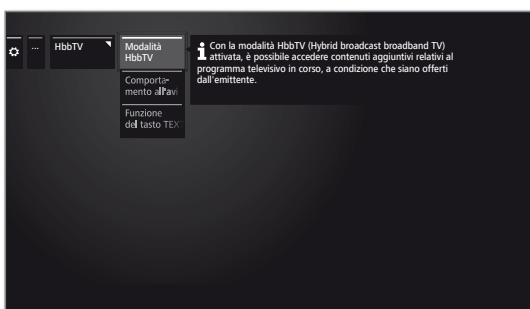 ...
HbbTV
Modalità
HbbTV
Comporta-
mento all'avi
Funzione
del tasto TEX
Con la modalità HbbTV (Hybrid broadcast broadband TV)
attivata, è possibile accedere contenuti aggiuntivi relativi al
programma televisivo in corso, a condizione che siano offerti
dall'emittente.